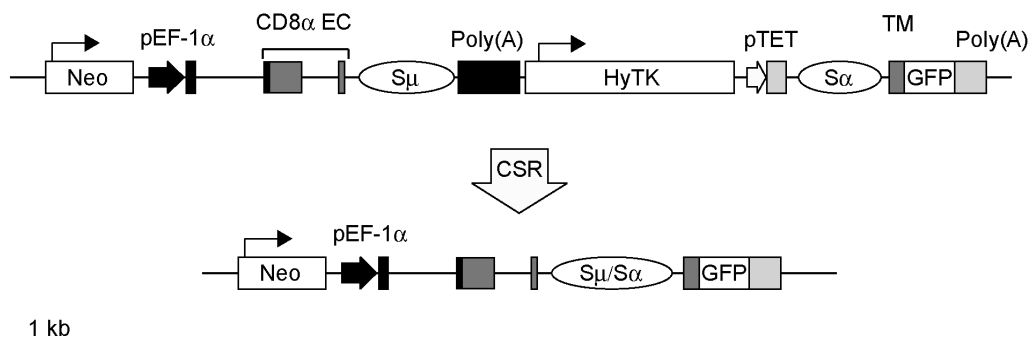 CD8α EC
TM
pEF-1α
Poly(A)
pTET
Poly(A)
Neo
Sμ
HyTK
Sα
GFP
CSR
pEF-1α
Neo
Sμ/Sα
GFP
1 kb